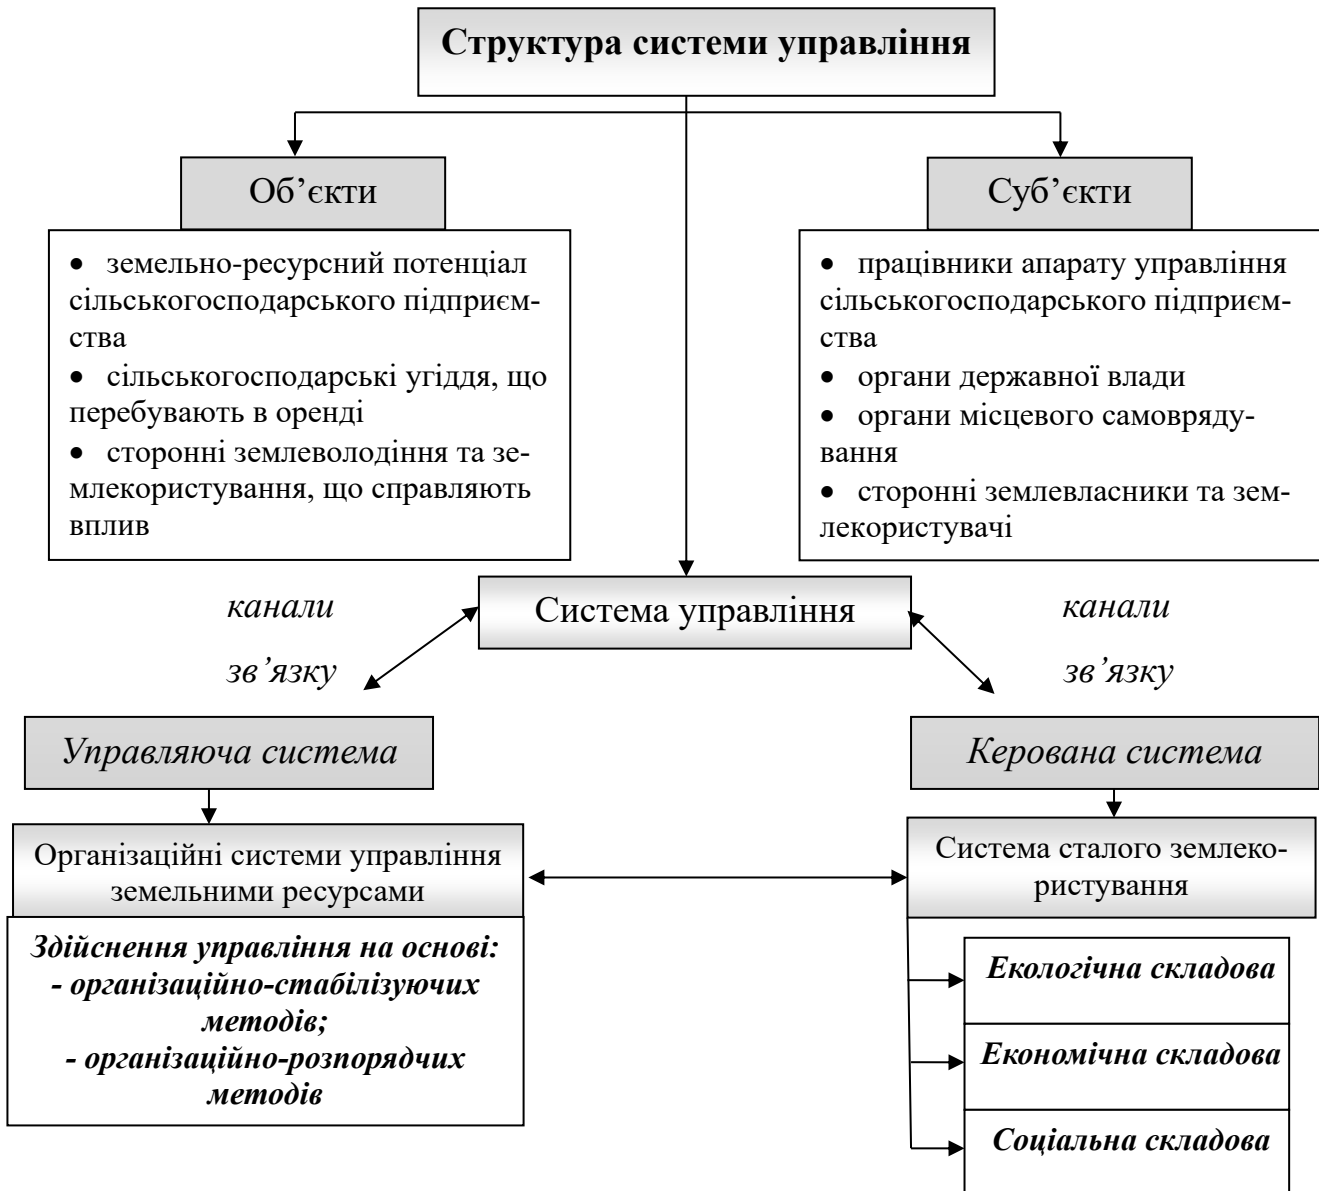 Структура системи управління
Об’єкти
• земельно-ресурсний потенціал
сільськогосподарського підприєм-
ства
• сільськогосподарські угіддя, що
перебувають в оренді
• сторонні землеволодіння та зе-
млекористування, що справляють
вплив
Суб’єкти
• працівники апарату управління
сільськогосподарського підприєм-
ства
• органи державної влади
• органи місцевого самовряду-
вання
• сторонні землевласники та зем-
лекористувачі
Система управління
канали
зв’язку
канали
зв’язку
Управляюча система
Організаційні системи управління
земельними ресурсами
Здійснення управління на основі:
- організаційно-стабілізуючих
методів;
- організаційно-розпорядчих
методів
Керована система
Система сталого землеко-
ристування
Екологічна складова
Економічна складова
Соціальна складова